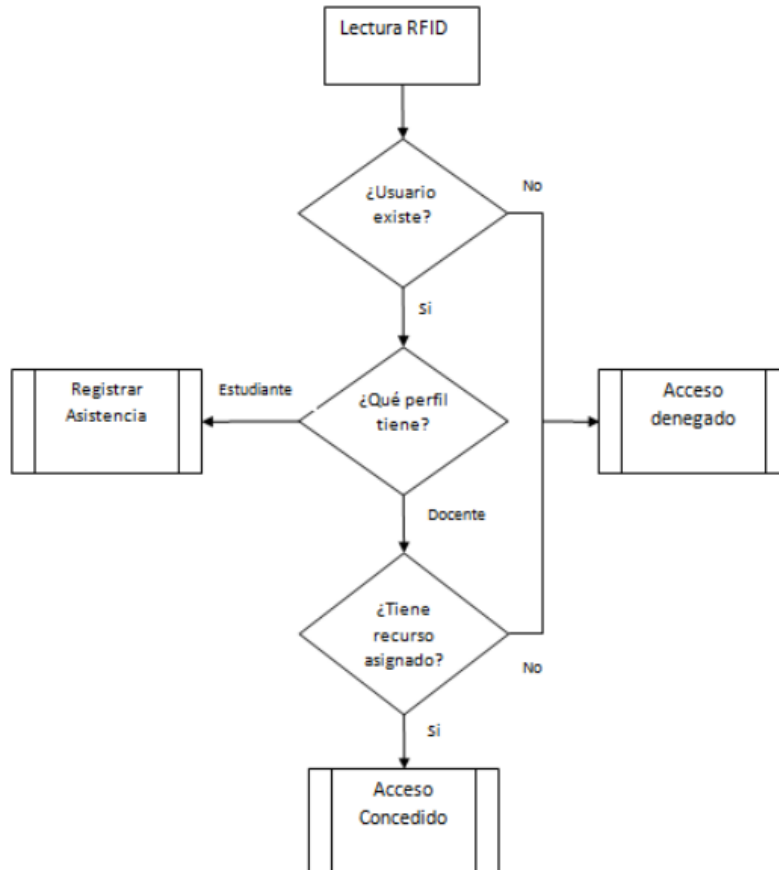 Lectura RFID
¿Usuario
existe?
No
Si
Registrar
Asistencia
Estudiante
¿Qué perfil
tiene?
Acceso
denegado
Docente
¿Tiene
recurso
asignado?
No
Si
Acceso
Concedido